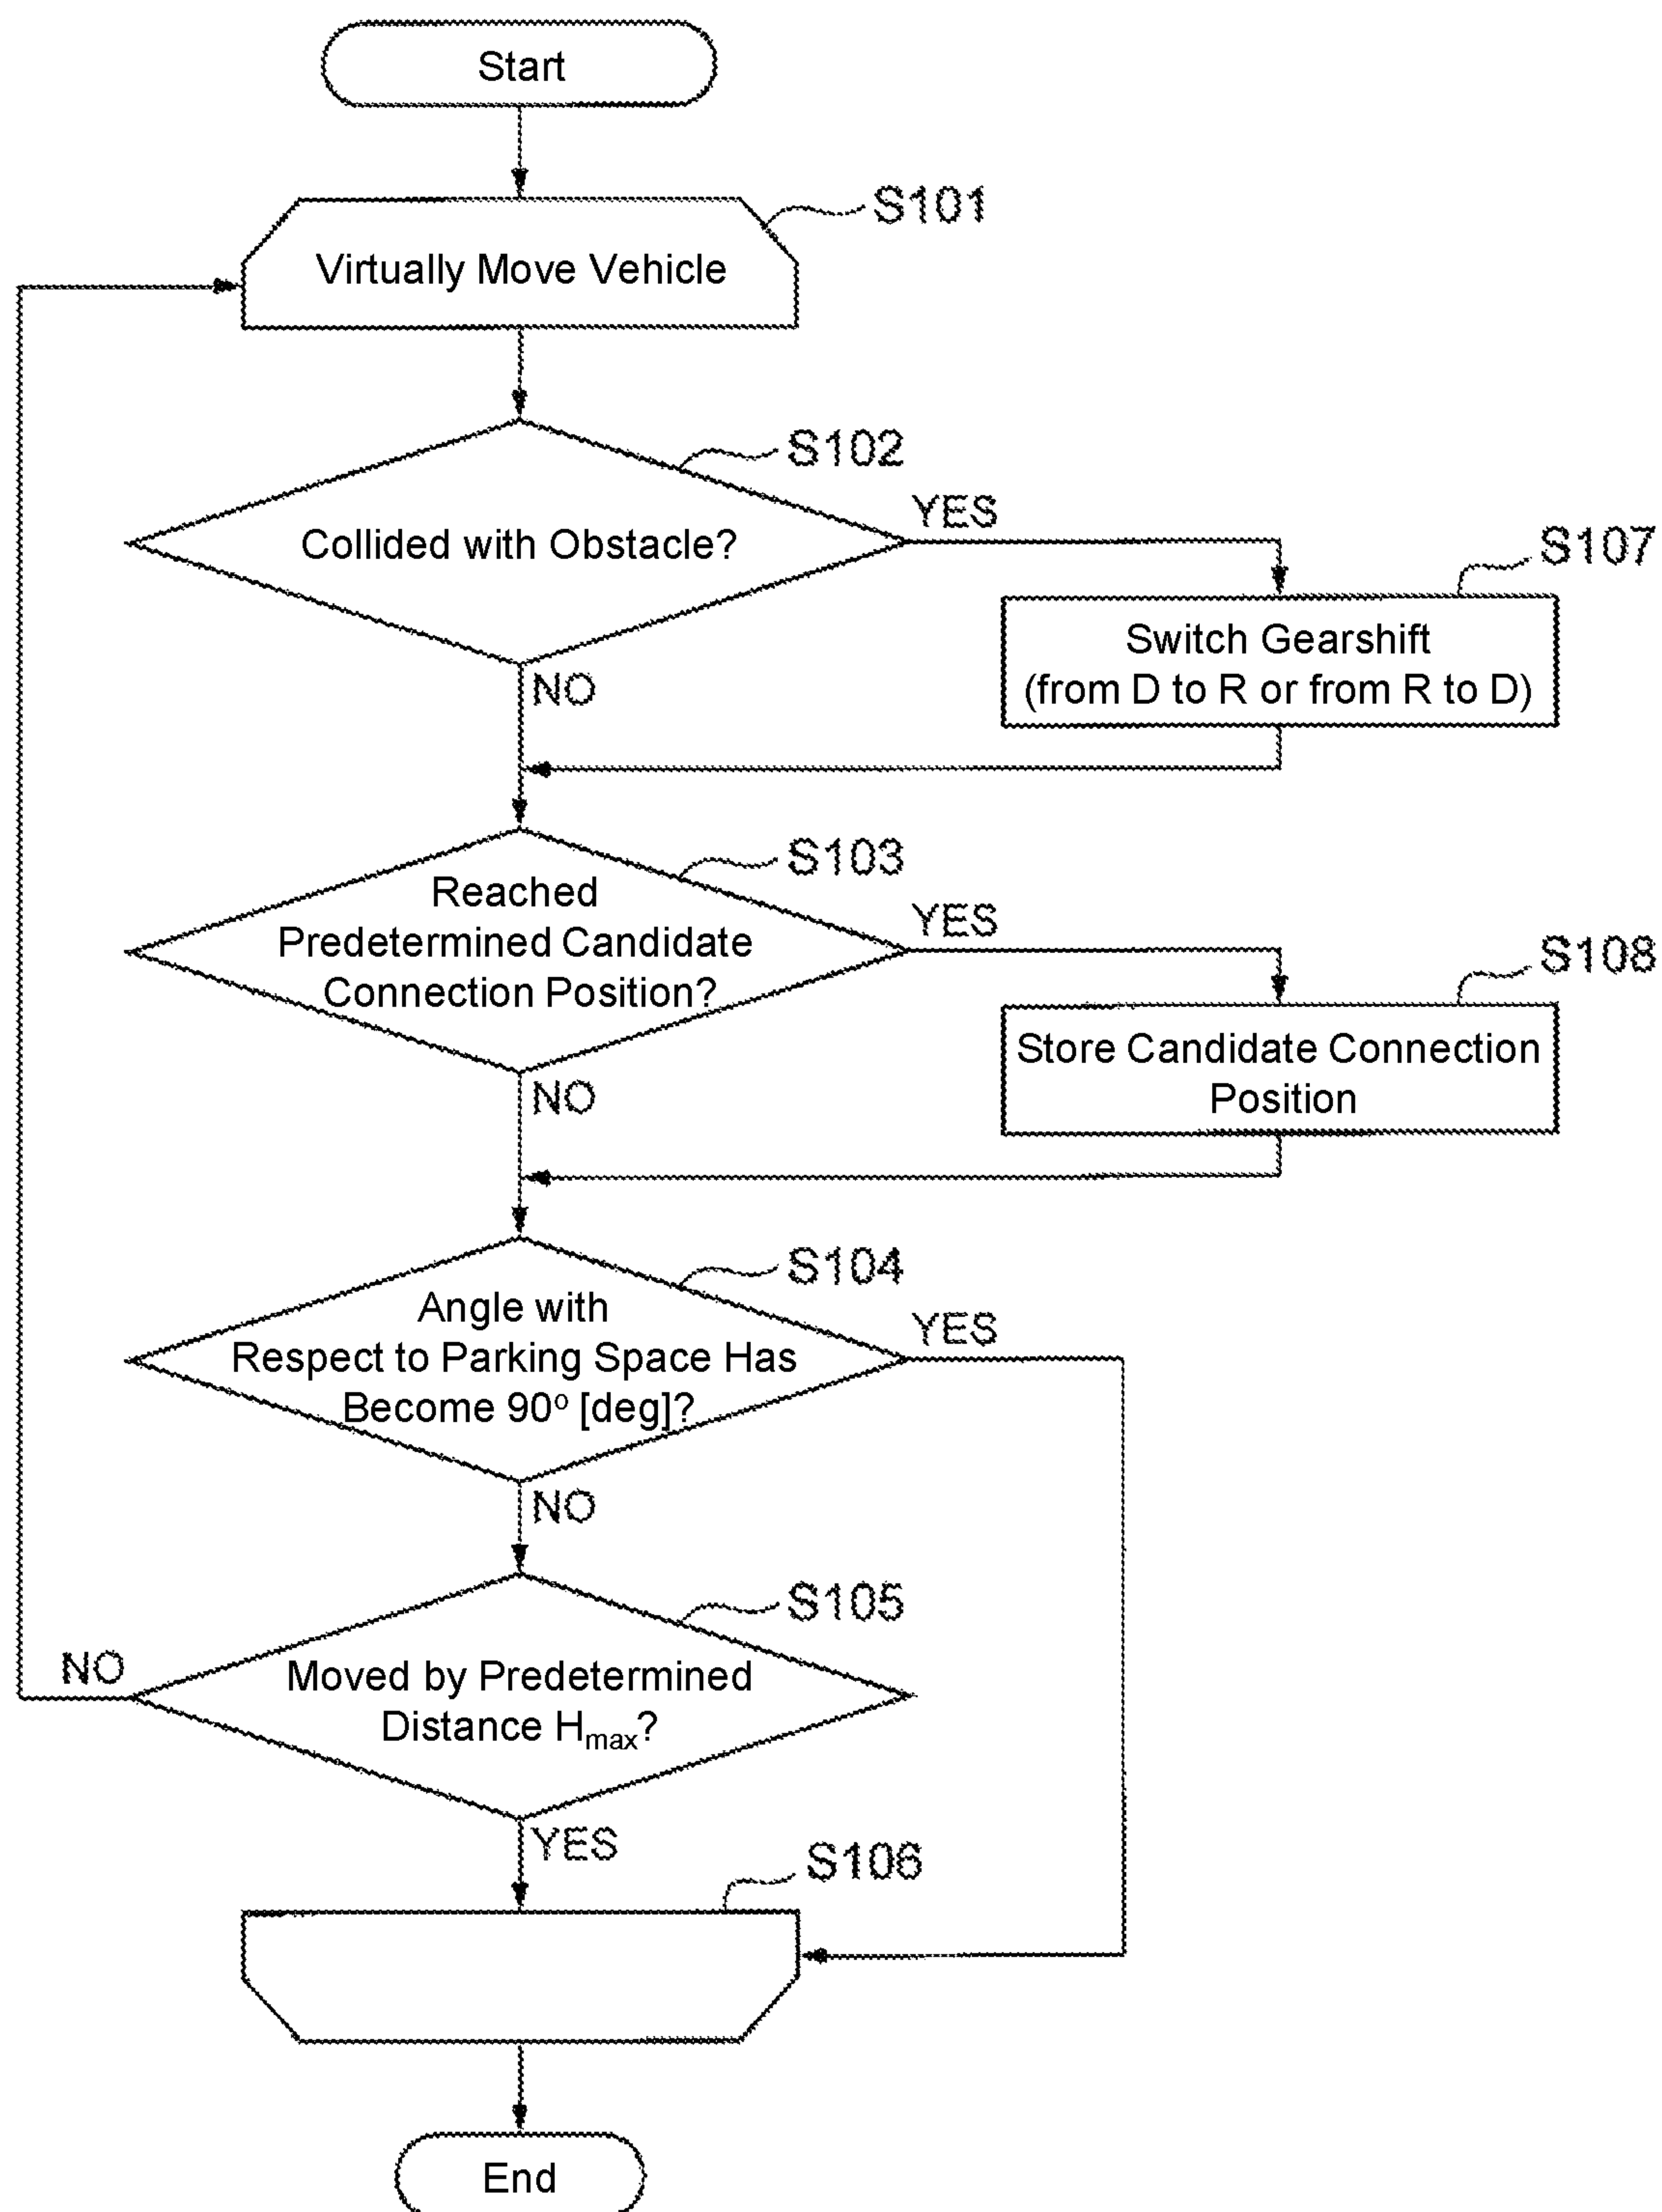 Start
S101
Virtually Move Vehicle
S102
Collided with Obstacle?
YES
NO
S107
Switch Gearshift
(from D to R or from R to D)
S103
Reached
Predetermined Candidate
Connection Position?
YES
NO
S108
Store Candidate Connection
Position
S104
Angle with
Respect to Parking Space Has
Become 90° [deg]?
YES
NO
S105
Moved by Predetermined
Distance Hmax?
NO
YES
S106
End